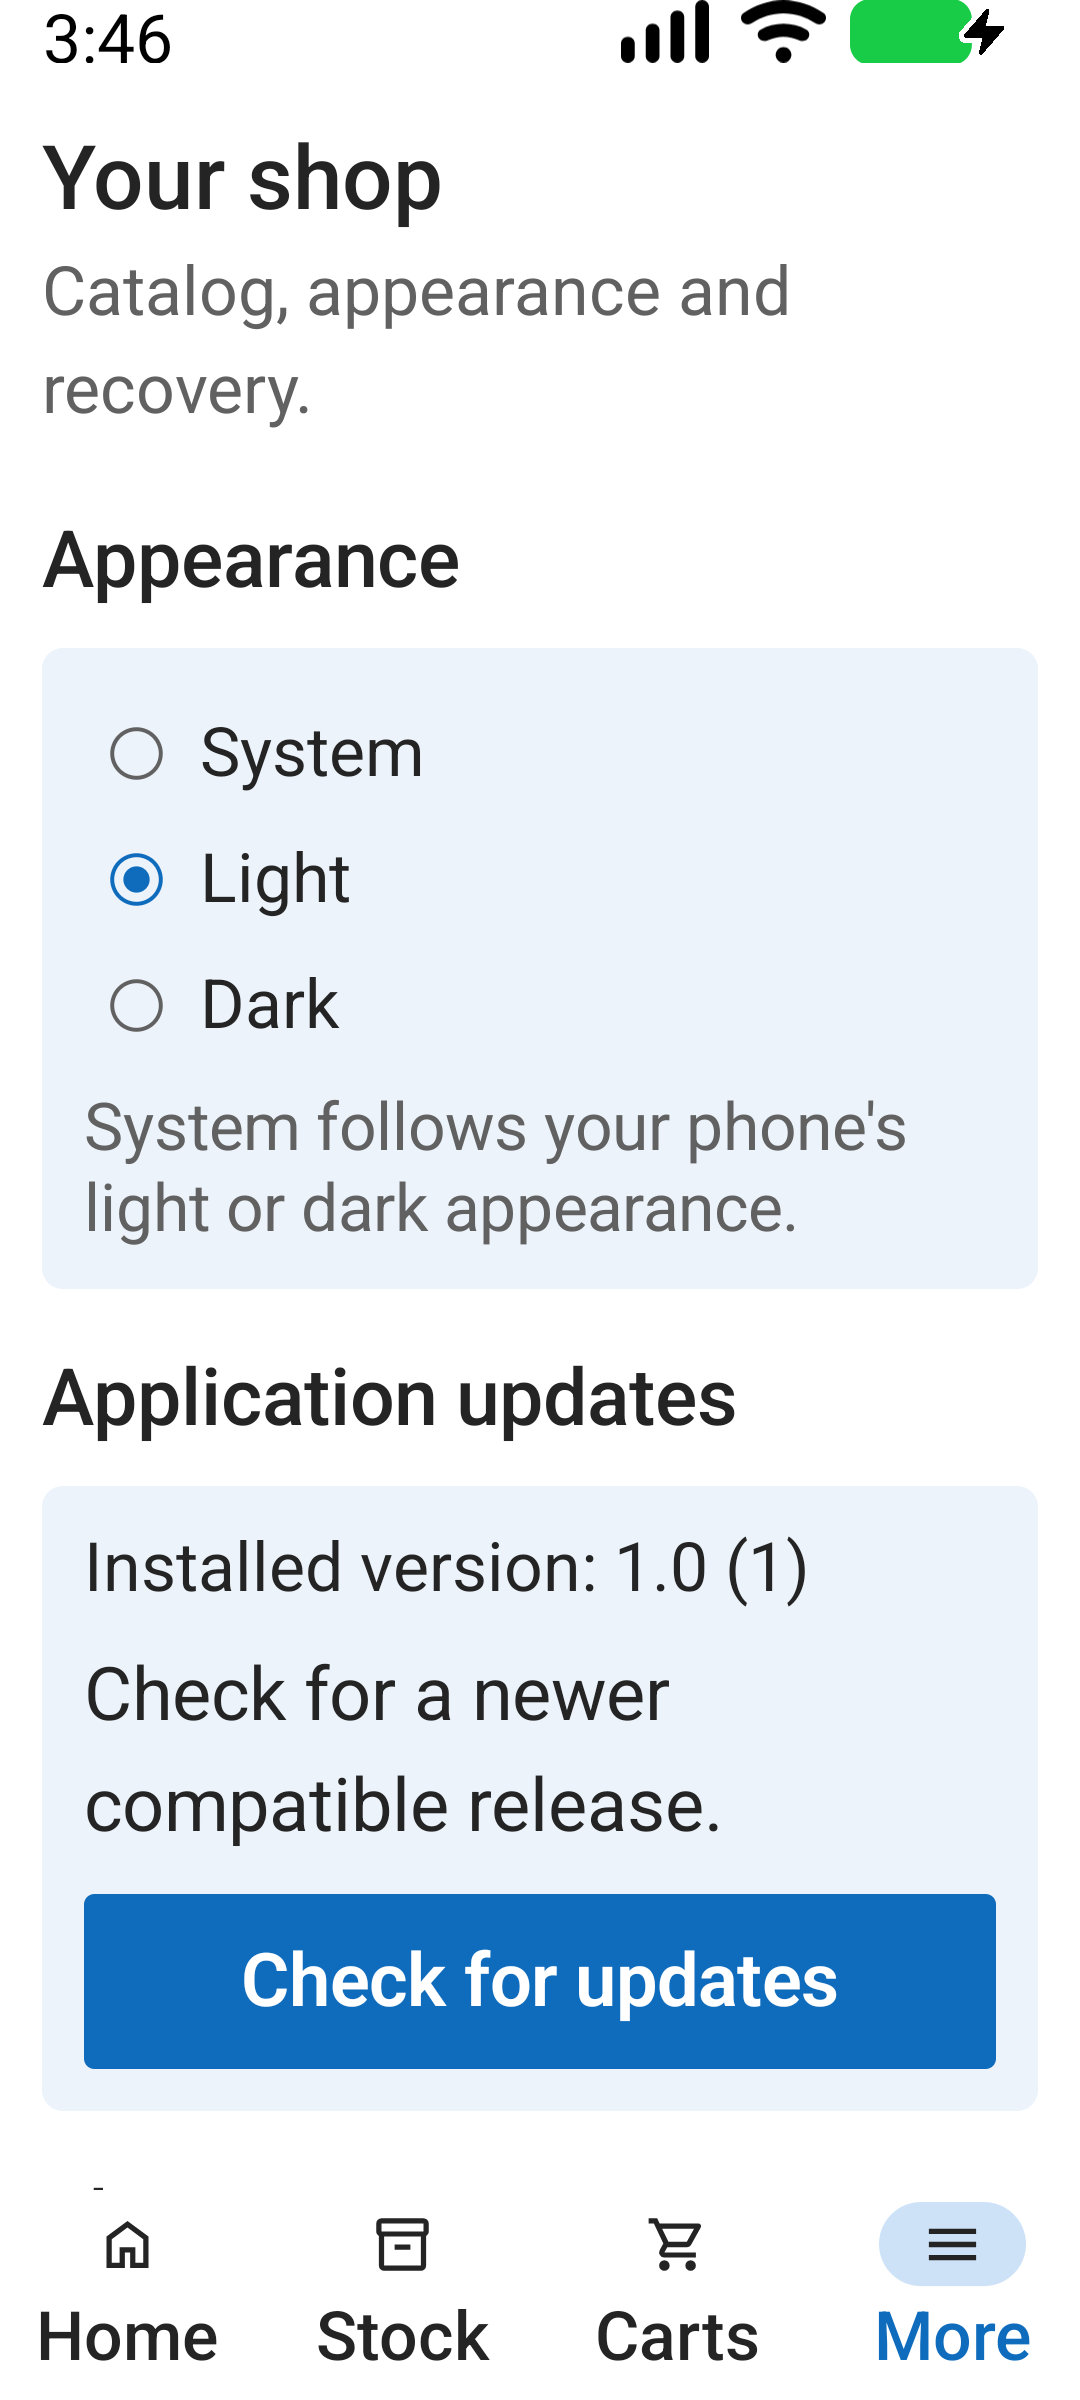 3:46
Your shop
Catalog, appearance and
recovery.
Appearance
System
Light
Dark
System follows your phone's
light or dark appearance.
Application updates
Installed version: 1.0 (1)
Check for a newer
compatible release.
Check for updates
Home
Stock
Carts
More